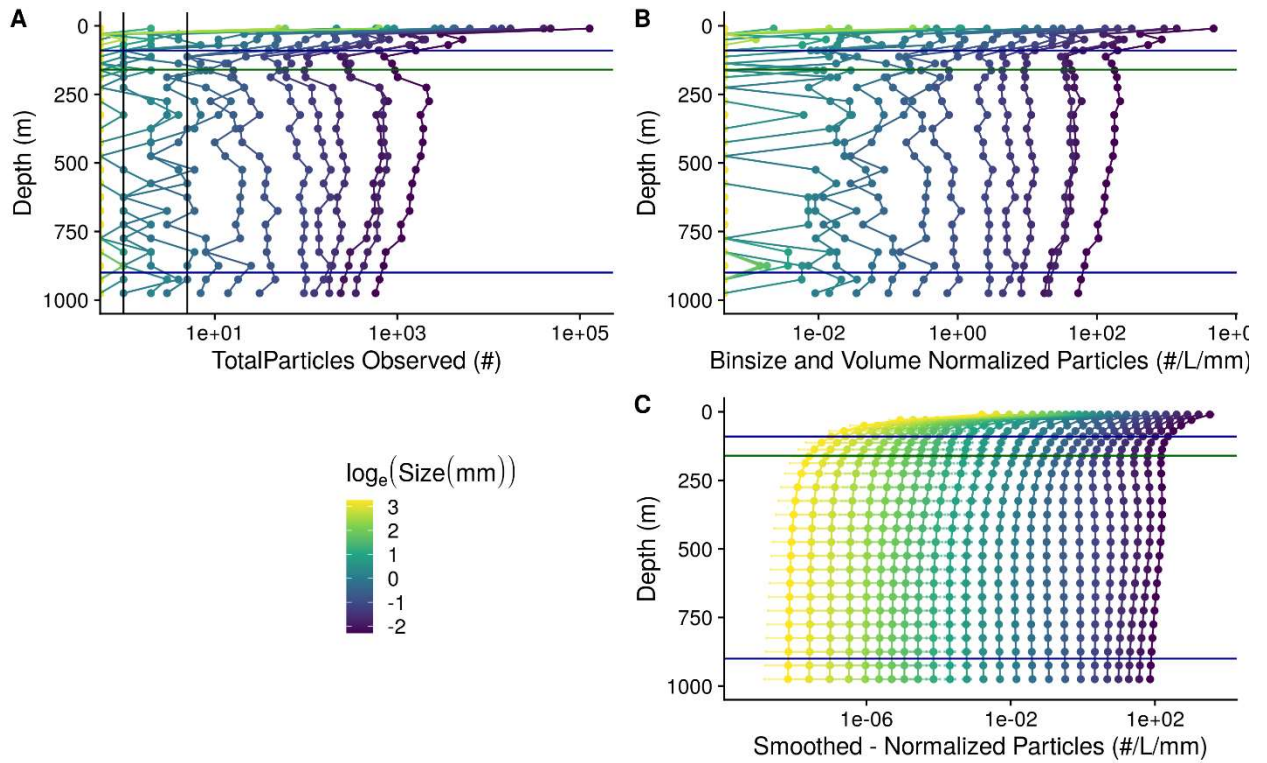 A
0
250
500
750
1000
Depth (m)
1e+01
1e+03
1e+05
TotalParticles Observed (#)
B
0
250
500
750
1000
Depth (m)
1e-02
1e+00
1e+02
1e+0
Binsize and Volume Normalized Particles (#/L/mm)
logₑ(Size(mm))
3
2
1
0
-1
-2
C
0
250
500
750
1000
Depth (m)
1e-06
1e-02
1e+02
Smoothed - Normalized Particles (#/L/mm)